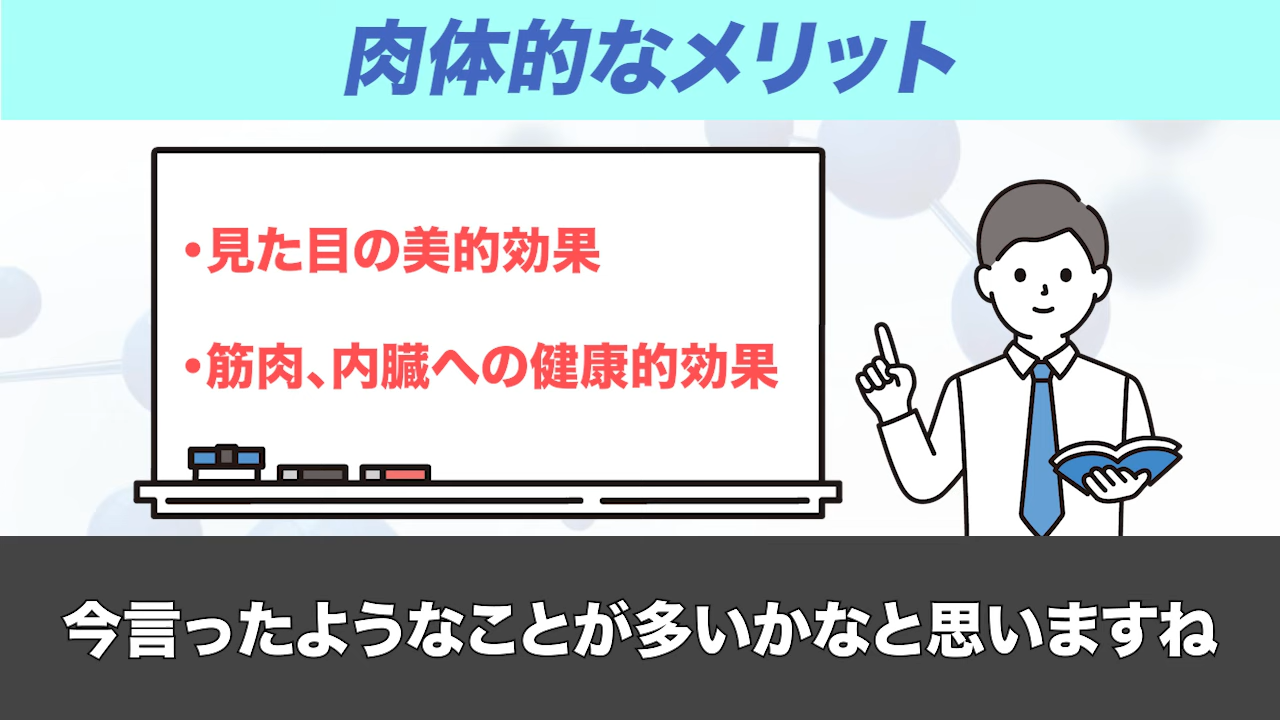 肉体的なメリット
・見た目の美的効果
・筋肉、内臓への健康的効果
今言ったようなことが多いかなと思いますね